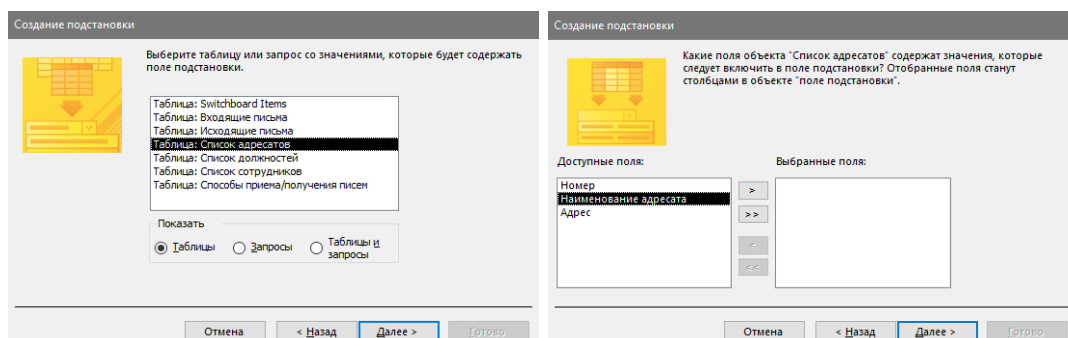 Создание подстановки
Выберите таблицу или запрос со значениями, которые будет содержать
поле подстановки.
Таблица: Switchboard Items
Таблица: Входящие письма
Таблица: Исходящие письма
Таблица: Список адресатов
Таблица: Список должностей
Таблица: Список сотрудников
Таблица: Способы приема/получения писем
Показать
Таблицы
Запросы
Таблицы и
запросы
Отмена
< Назад
Далее >
Готово
Создание подстановки
Какие поля объекта "Список адресатов" содержат значения, которые
следует включить в поле подстановки? Отобранные поля станут
столбцами в объекте "поле подстановки".
Доступные поля:
Выбранные поля:
Номер
Наименование адресата
Адрес
>
>>
<
<<
Отмена
< Назад
Далее >
Готово